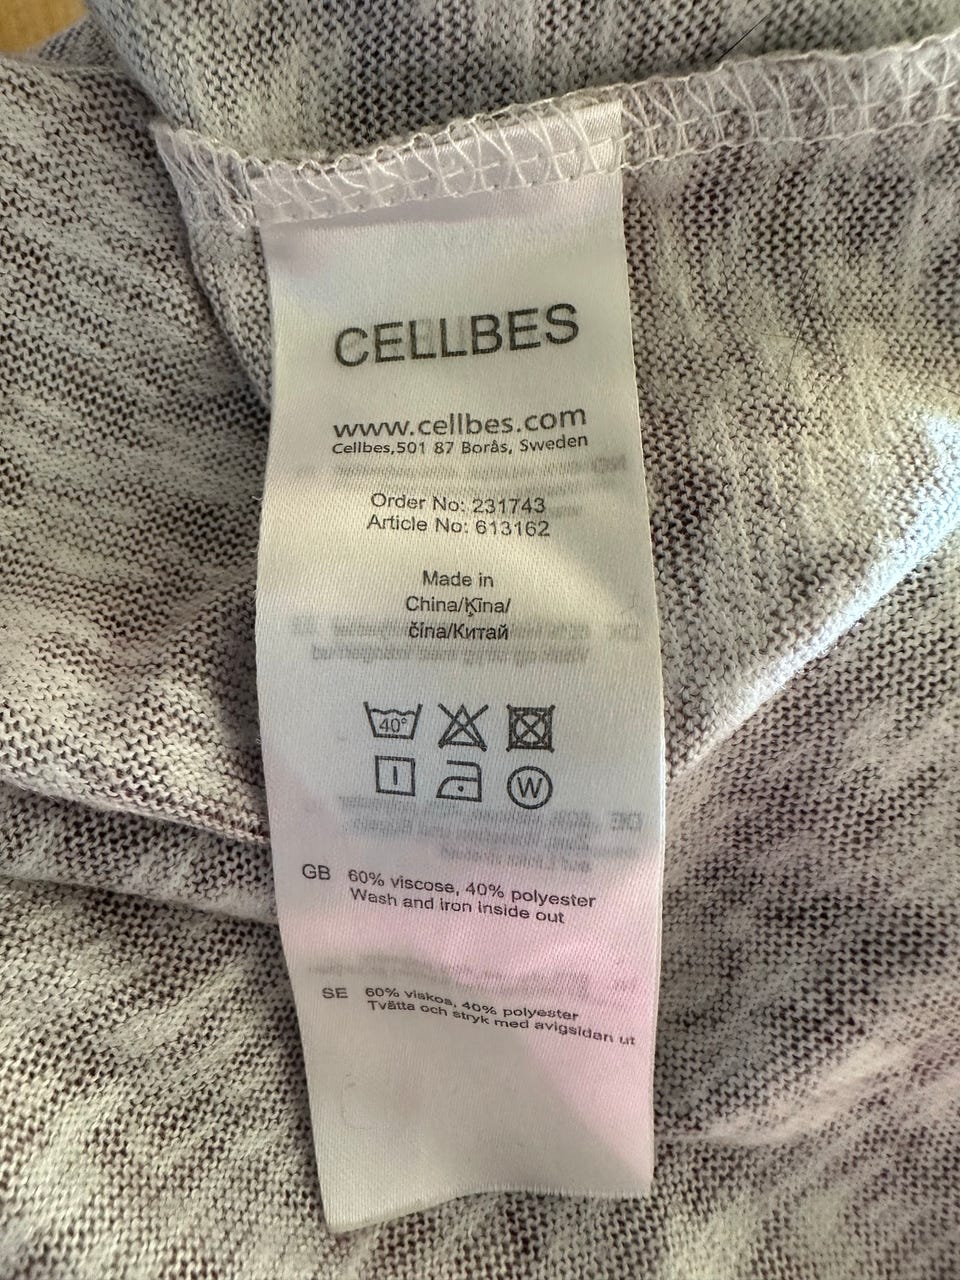 CELLBES
www.cellbes.com
Cellbes,501 87 Borås, Sweden
Order No: 231743
Article No: 613162
Made in
China/Ķīna/
čína/Китай
40°
W
GB 60% viscose, 40% polyester
Wash and iron inside out
SE 60% viskos, 40% polyester
Tvätta och stryk med avigsidan ut